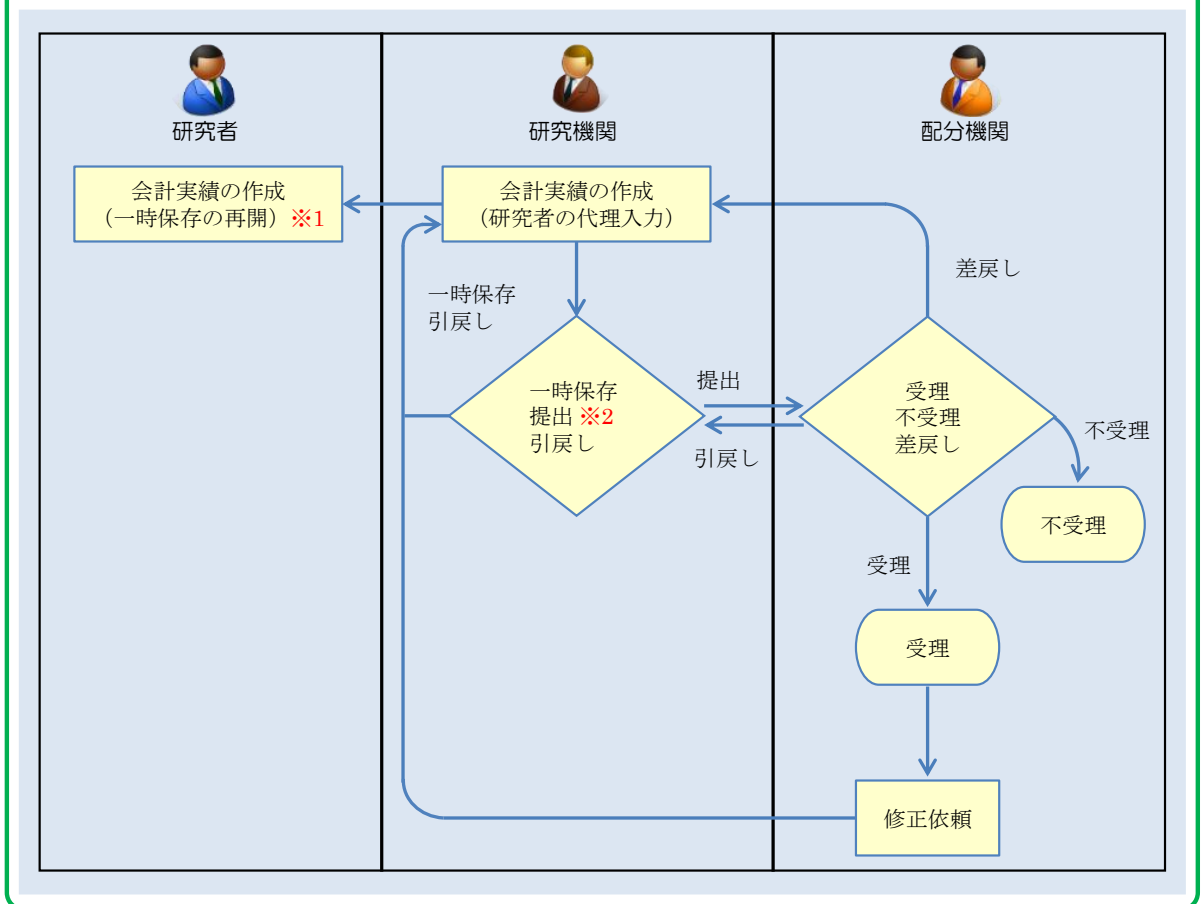 研究者
研究機関
配分機関
会計実績の作成
（一時保存の再開）※1
会計実績の作成
（研究者の代理入力）
差戻し
一時保存
引戻し
一時保存
提出 ※2
引戻し
提出
引戻し
受理
不受理
差戻し
不受理
不受理
受理
受理
修正依頼